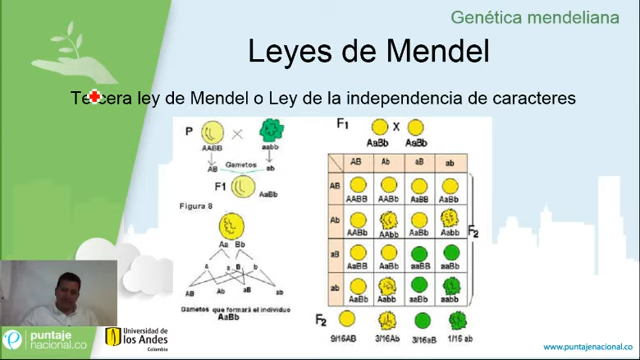 Genética mendeliana
Leyes de Mendel
Tercera ley de Mendel o Ley de la independencia de caracteres
P
X
AABB
aabb
AB
Gametos
ab
F1
AaBb
Figura 8
Aa Bb
A a B b
Gametos que formará el individuo
AaBb
F1
X
AaBb AaBb
AB Ab aB ab
AB
AABB AABb AaBB AaBb
Ab
AABb AAbb AaBb Aabb
F2
aB
AaBB AaBb aaBB aaBb
ab
AaBb Aabb aaBb aabb
F2
9/16AB 3/16Ab 3/16aB 1/16 ab
puntaje
nacional.co
Universidad de
los Andes
Colombia
www.puntajenacional.co